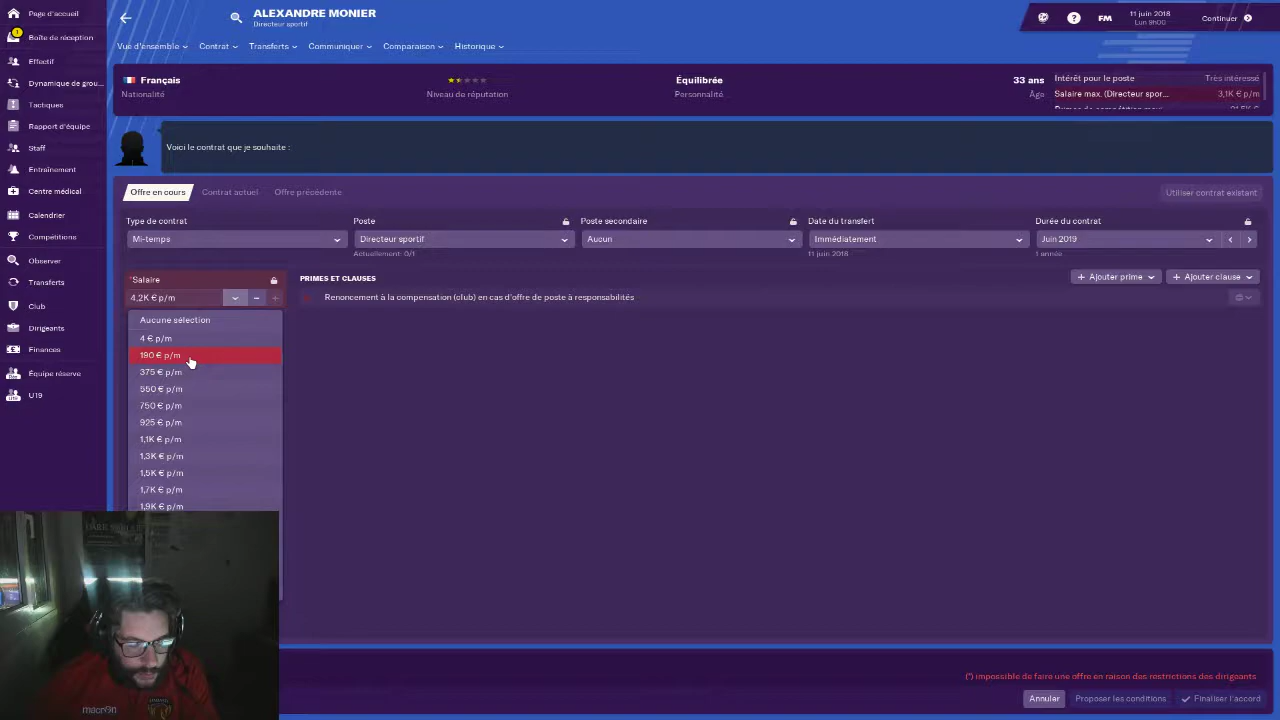 Page d'accueil
1
Boîte de réception
Effectif
Dynamique de grou...
Tactiques
Rapport d'équipe
Staff
Entraînement
Centre médical
Calendrier
Compétitions
Observer
Transferts
Club
Dirigeants
Finances
Équipe réserve
U19
ALEXANDRE MONIER
Directeur sportif
FM
11 juin 2018
Lun 9h00
Continuer
Vue d'ensemble
Contrat
Transferts
Communiquer
Comparaison
Historique
Français
Nationalité
Niveau de réputation
Équilibrée
Personnalité
33 ans
Âge
Intérêt pour le poste Très intéressé
Salaire max. (Directeur spor... 3,1K € p/m
Voici le contrat que je souhaite :
Offre en cours
Contrat actuel
Offre précédente
Utiliser contrat existant
Type de contrat
Mi-temps
Poste
Directeur sportif
Actuellement: 0/1
Poste secondaire
Aucun
Date du transfert
Immédiatement
11 juin 2018
Durée du contrat
Juin 2019
1 année
*Salaire
4,2K € p/m
PRIMES ET CLAUSES
+ Ajouter prime
+ Ajouter clause
Renoncement à la compensation (club) en cas d'offre de poste à responsabilités
Aucune sélection
4 € p/m
190 € p/m
375 € p/m
550 € p/m
750 € p/m
925 € p/m
1,1K € p/m
1,3K € p/m
1,5K € p/m
1,7K € p/m
1,9K € p/m
macron
(*) impossible de faire une offre en raison des restrictions des dirigeants
Annuler
Proposer les conditions
Finaliser l'accord